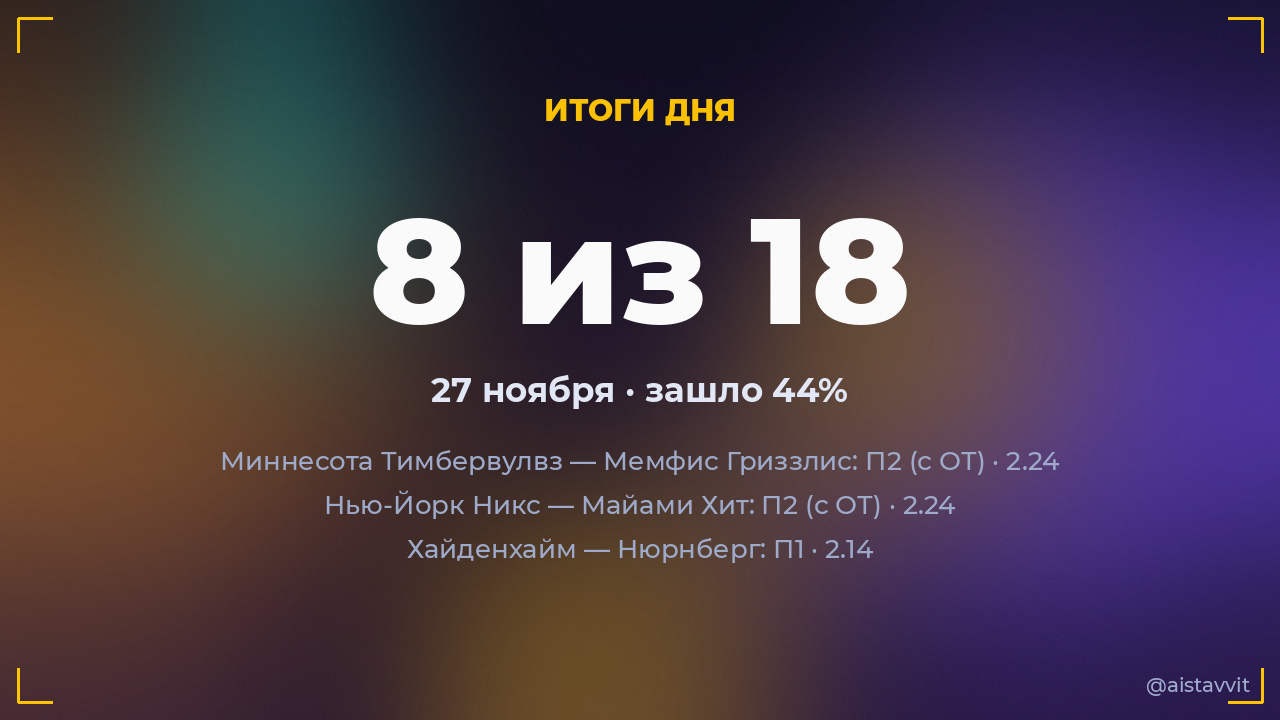 ИТОГИ ДНЯ
8 из 18
27 ноября · зашло 44%
Миннесота Тимбервулвз — Мемфис Гриззлис: П2 (с ОТ) · 2.24
Нью-Йорк Никс — Майами Хит: П2 (с ОТ) · 2.24
Хайденхайм — Нюрнберг: П1 · 2.14
@aistavvit